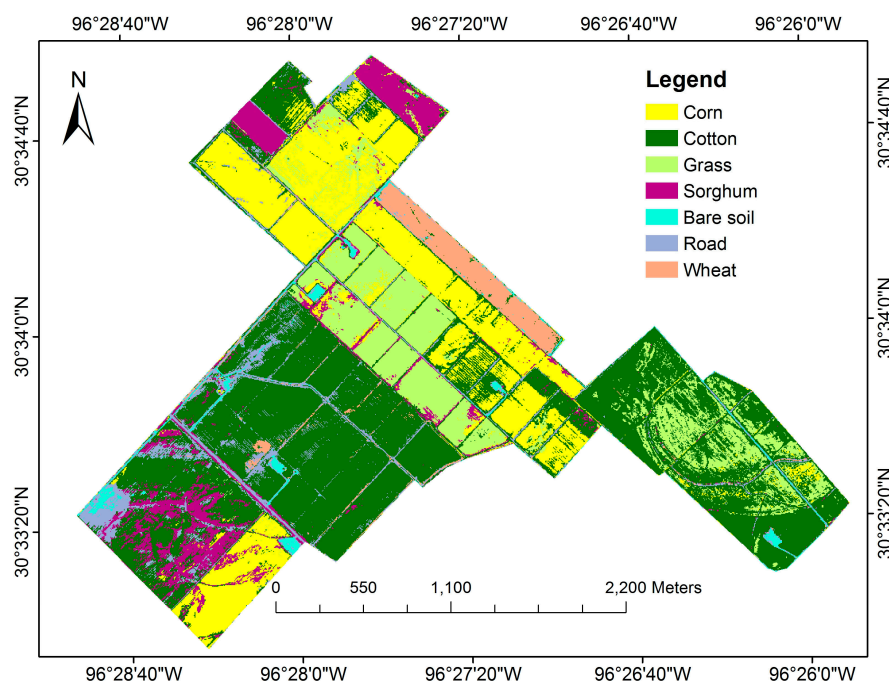 96°28'40"W 96°28'0"W 96°27'20"W 96°26'40"W 96°26'0"W
N
Legend
Corn
Cotton
Grass
Sorghum
Bare soil
Road
Wheat
30°34'40"N 30°34'40"N
30°34'0"N 30°34'0"N
30°33'20"N 30°33'20"N
0 550 1,100 2,200 Meters
96°28'40"W 96°28'0"W 96°27'20"W 96°26'40"W 96°26'0"W